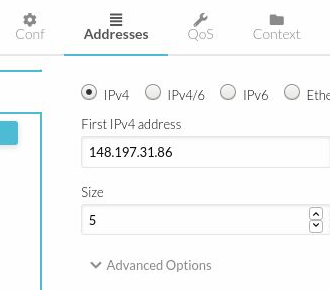 Conf Addresses QoS Context
IPv4 IPv4/6 IPv6 Ethe
First IPv4 address
148.197.31.86
Size
5
Advanced Options